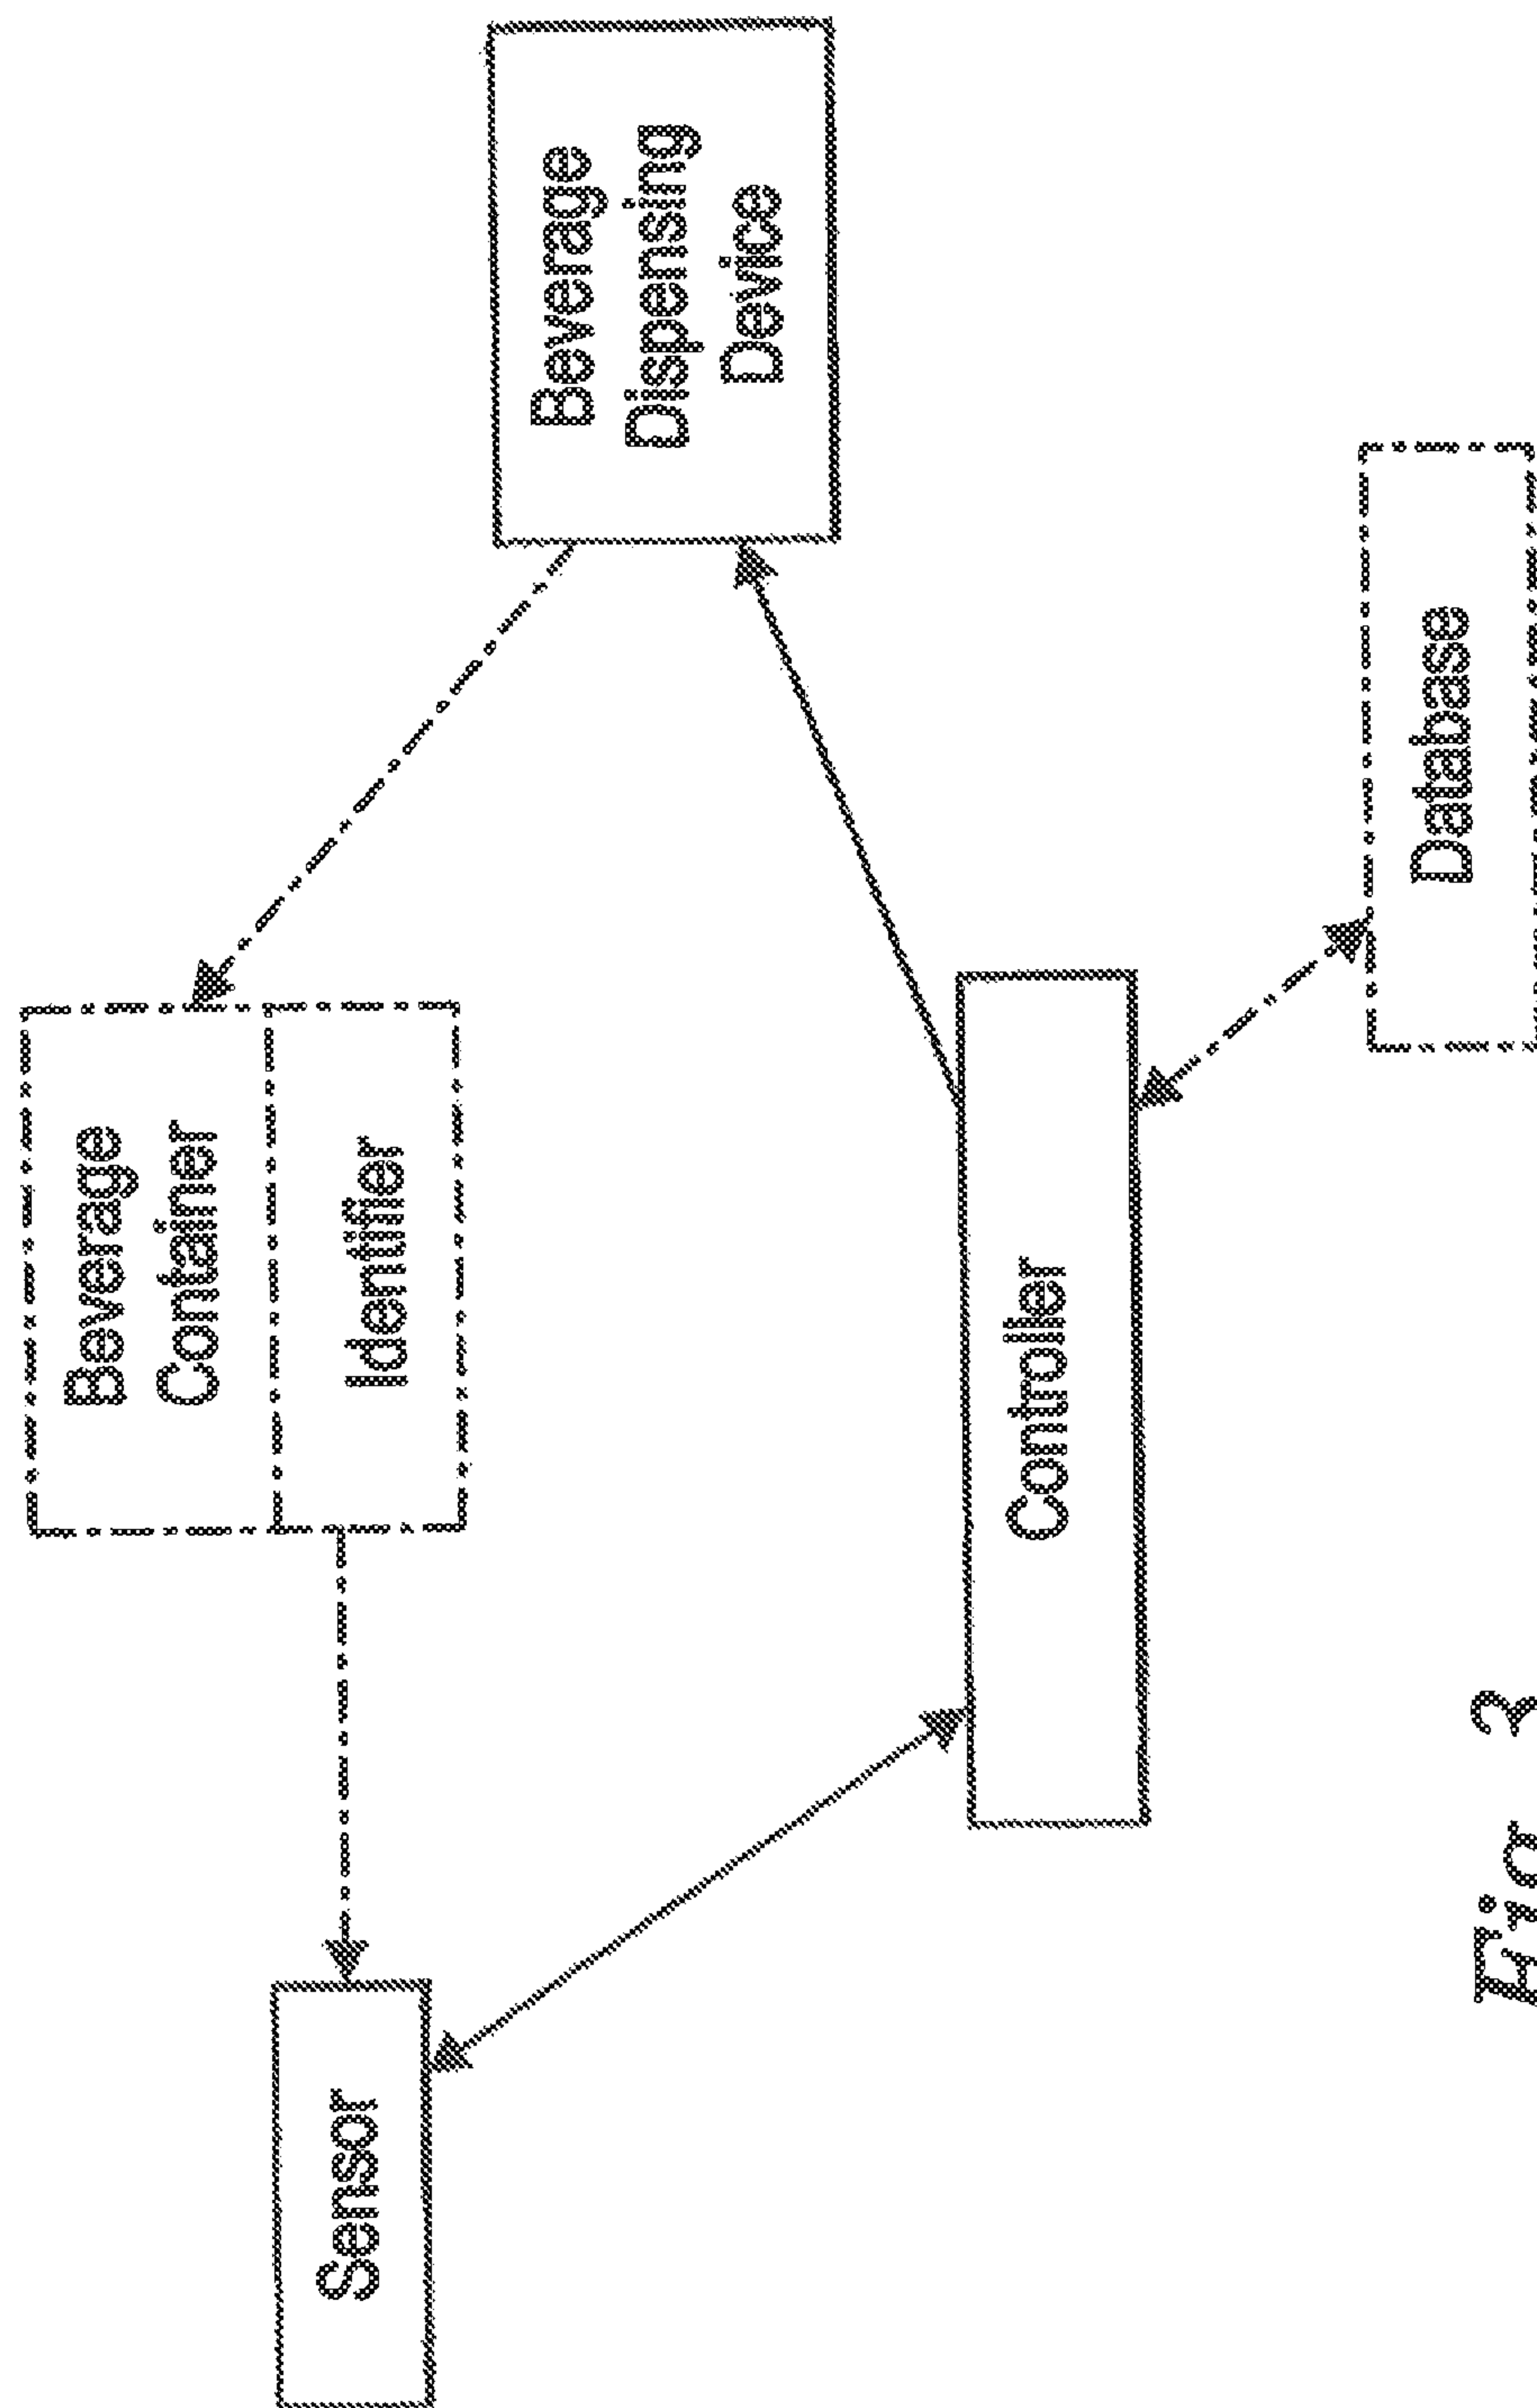 Beverage
Container
Identifier
Sensor
Beverage
Dispensing
Device
Controller
Database
Fig 3